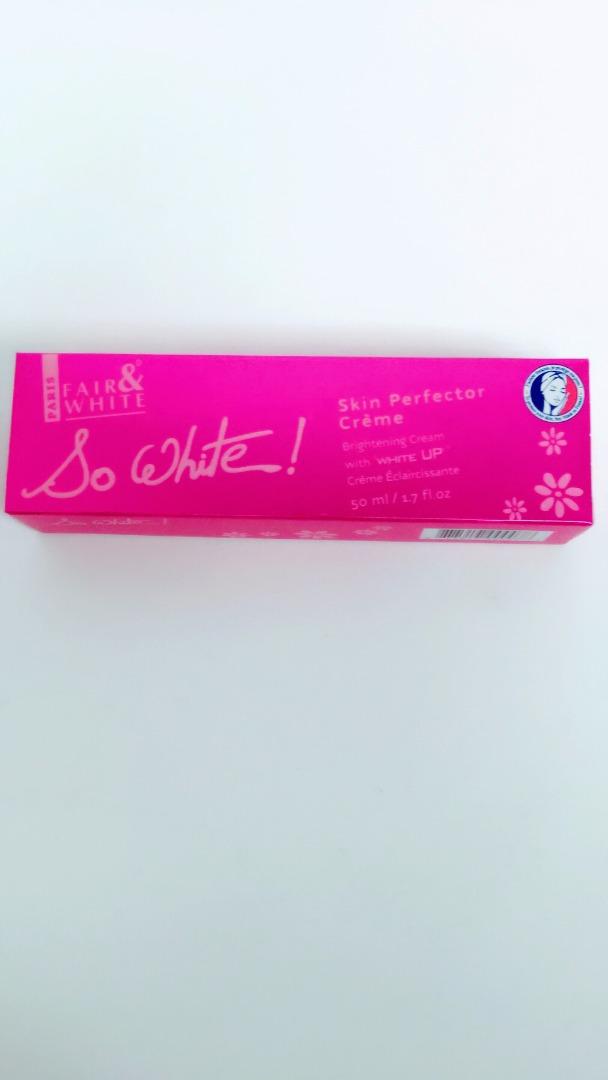 PARIS
FAIR &
WHITE
So White!
Skin Perfector
Crème
Brightening Cream
with WHITE UP
Crème Éclaircissante
50 ml / 1.7 fl.oz
So White!